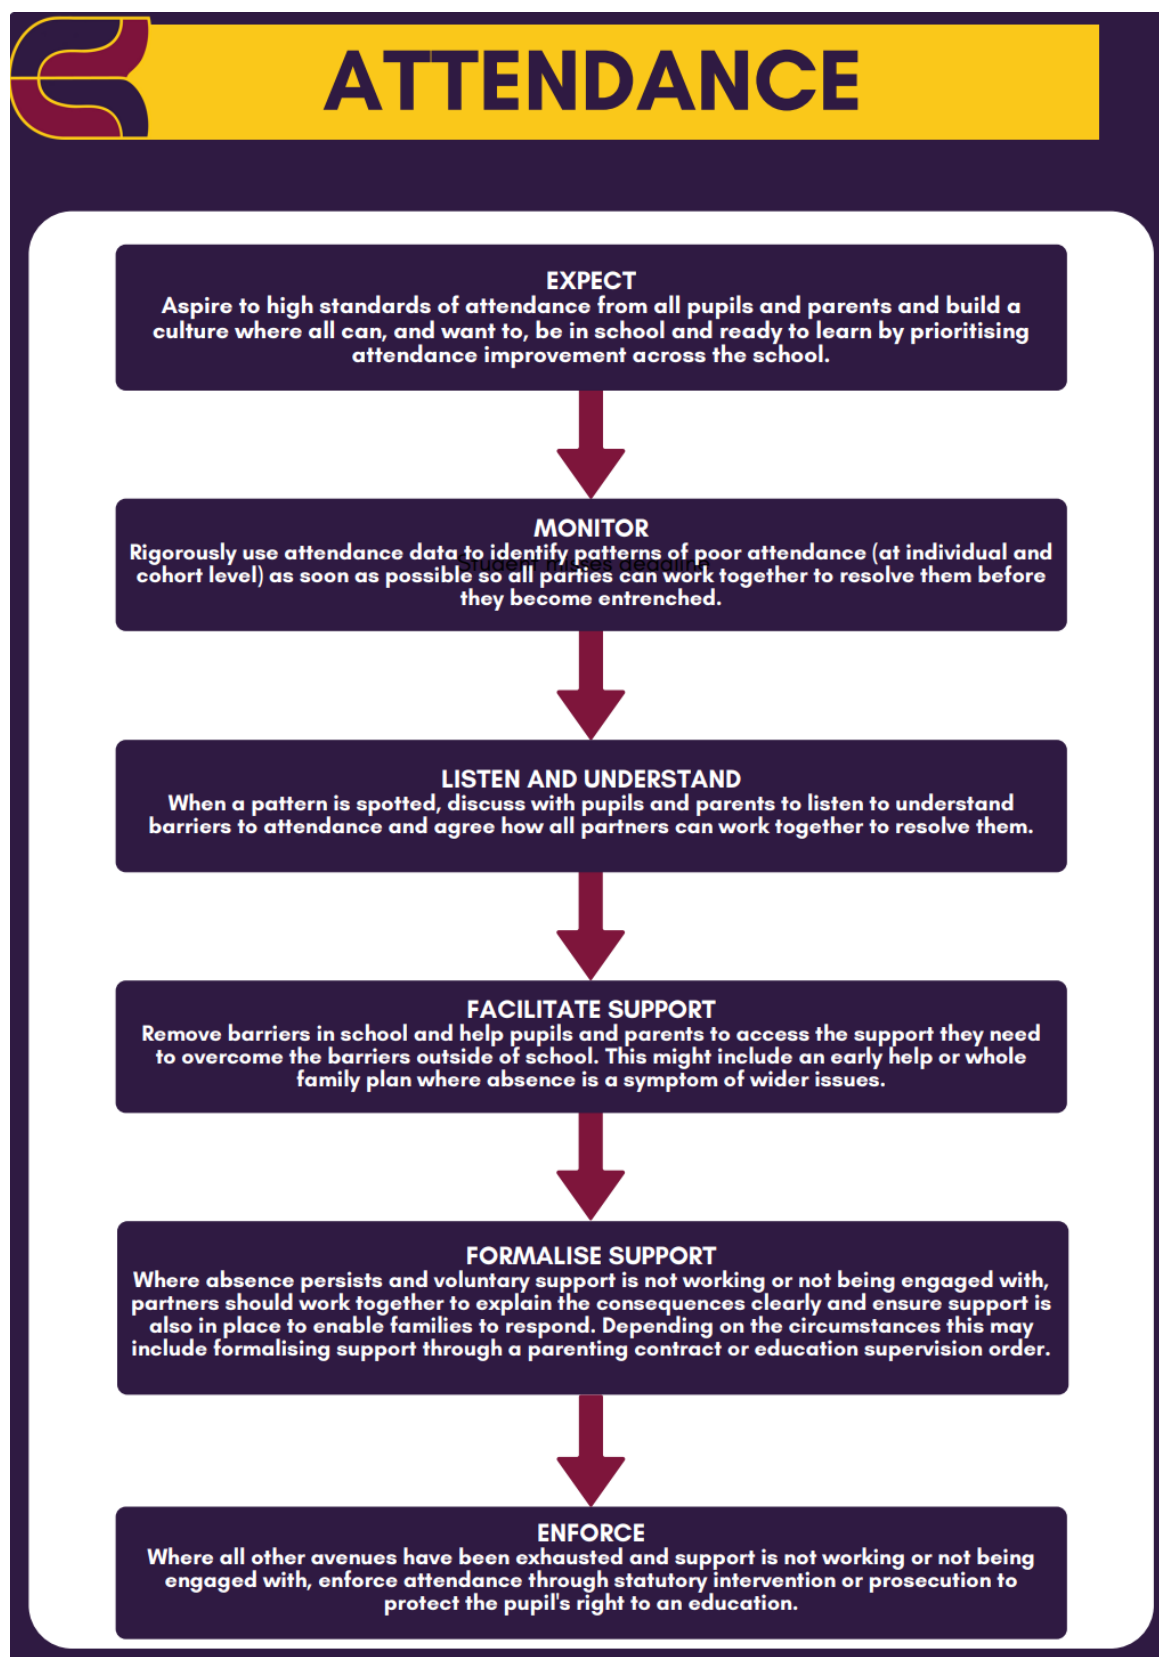 ATTENDANCE
EXPECT
Aspire to high standards of attendance from all pupils and parents and build a
culture where all can, and want to, be in school and ready to learn by prioritising
attendance improvement across the school.
MONITOR
Rigorously use attendance data to identify patterns of poor attendance (at individual and
Student misses deadline
cohort level) as soon as possible so all parties can work together to resolve them before
they become entrenched.
LISTEN AND UNDERSTAND
When a pattern is spotted, discuss with pupils and parents to listen to understand
barriers to attendance and agree how all partners can work together to resolve them.
FACILITATE SUPPORT
Remove barriers in school and help pupils and parents to access the support they need
to overcome the barriers outside of school. This might include an early help or whole
family plan where absence is a symptom of wider issues.
FORMALISE SUPPORT
Where absence persists and voluntary support is not working or not being engaged with,
partners should work together to explain the consequences clearly and ensure support is
also in place to enable families to respond. Depending on the circumstances this may
include formalising support through a parenting contract or education supervision order.
ENFORCE
Where all other avenues have been exhausted and support is not working or not being
engaged with, enforce attendance through statutory intervention or prosecution to
protect the pupil's right to an education.